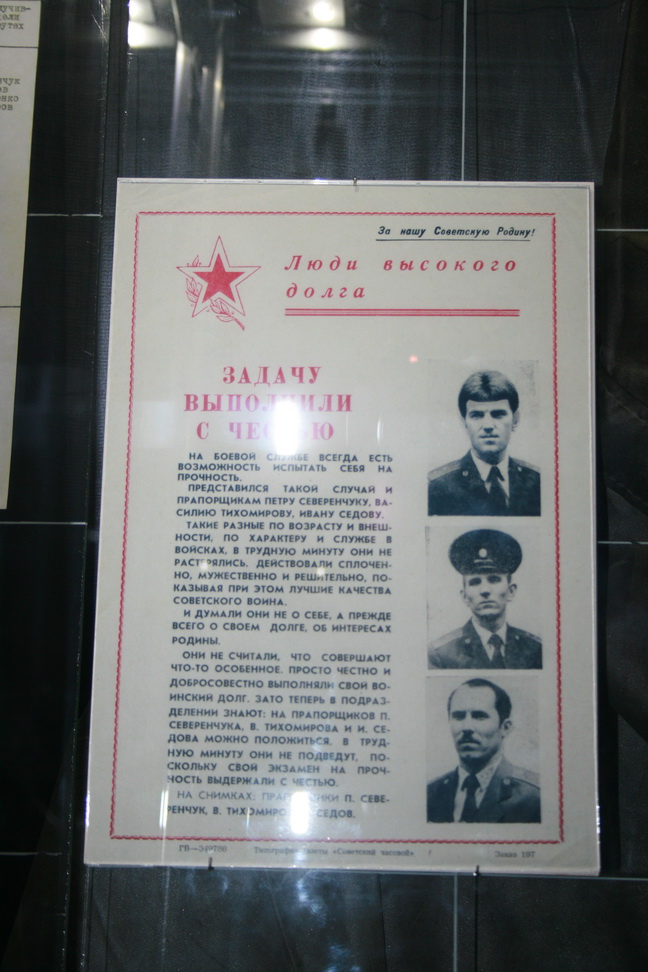 За нашу Советскую Родину!
Люди высокого
долга
ЗАДАЧУ
ВЫПОЛНИЛИ
С ЧЕСТЬЮ
НА БОЕВОЙ СЛУЖБЕ ВСЕГДА ЕСТЬ
ВОЗМОЖНОСТЬ ИСПЫТАТЬ СЕБЯ НА
ПРОЧНОСТЬ.
ПРЕДСТАВИЛСЯ ТАКОЙ СЛУЧАЙ И
ПРАПОРЩИКАМ ПЕТРУ СЕВЕРЕНЧУКУ, ВА-
СИЛИЮ ТИХОМИРОВУ, ИВАНУ СЕДОВУ.
ТАКИЕ РАЗНЫЕ ПО ВОЗРАСТУ И ВНЕШ-
НОСТИ, ПО ХАРАКТЕРУ И СЛУЖБЕ В
ВОЙСКАХ, В ТРУДНУЮ МИНУТУ ОНИ НЕ
РАСТЕРЯЛИСЬ. ДЕЙСТВОВАЛИ СПЛОЧЕН-
НО, МУЖЕСТВЕННО И РЕШИТЕЛЬНО, ПО-
КАЗЫВАЯ ПРИ ЭТОМ ЛУЧШИЕ КАЧЕСТВА
СОВЕТСКОГО ВОИНА.
И ДУМАЛИ ОНИ НЕ О СЕБЕ, А ПРЕЖДЕ
ВСЕГО О СВОЕМ ДОЛГЕ, ОБ ИНТЕРЕСАХ
РОДИНЫ.
ОНИ НЕ СЧИТАЛИ, ЧТО СОВЕРШАЮТ
ЧТО-ТО ОСОБЕННОЕ. ПРОСТО ЧЕСТНО И
ДОБРОСОВЕСТНО ВЫПОЛНЯЛИ СВОЙ ВО-
ИНСКИЙ ДОЛГ. ЗАТО ТЕПЕРЬ В ПОДРАЗ-
ДЕЛЕНИИ ЗНАЮТ: НА ПРАПОРЩИКОВ П.
СЕВЕРЕНЧУКА, В. ТИХОМИРОВА И И. СЕ-
ДОВА МОЖНО ПОЛОЖИТЬСЯ. В ТРУД-
НУЮ МИНУТУ ОНИ НЕ ПОДВЕДУТ, ПО-
СКОЛЬКУ СВОЙ ЭКЗАМЕН НА ПРОЧ-
НОСТЬ ВЫДЕРЖАЛИ С ЧЕСТЬЮ.
НА СНИМКАХ: ПРАПОРЩИКИ П. СЕВЕ-
РЕНЧУК, В. ТИХОМИРОВ, И. СЕДОВ.
Типография газеты «Советский часовой»
Заказ 197